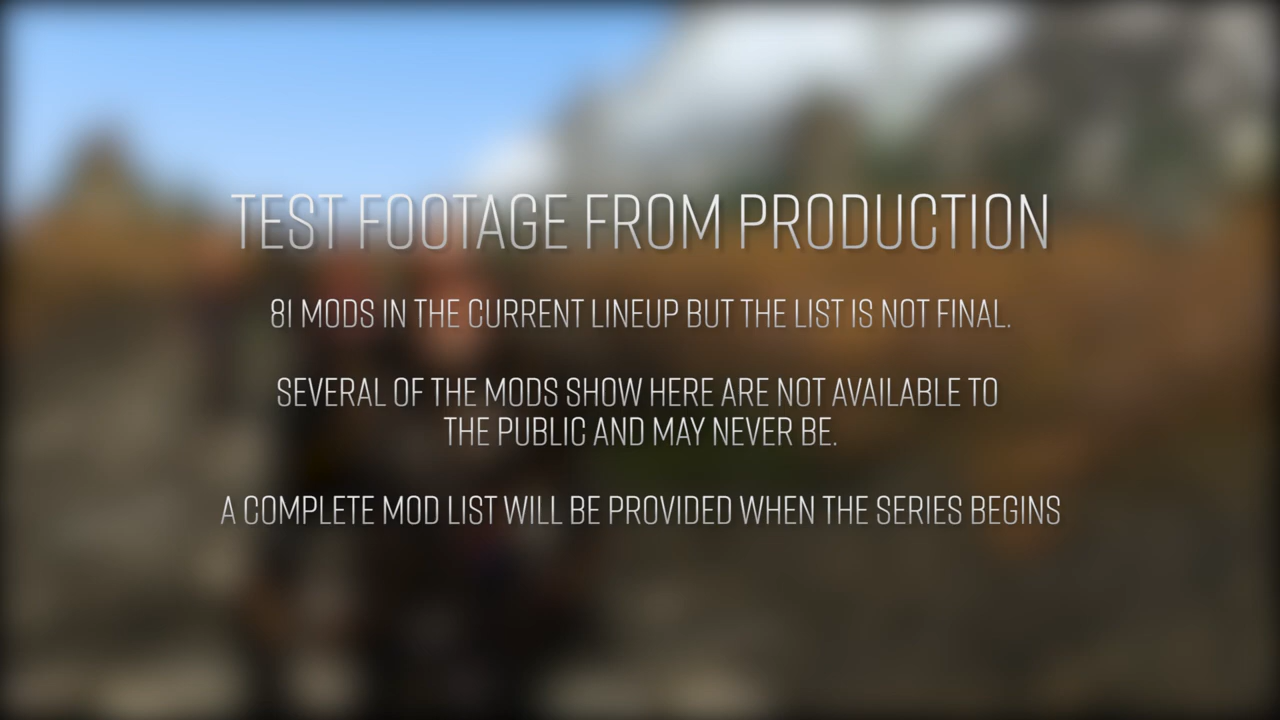 TEST FOOTAGE FROM PRODUCTION
81 MODS IN THE CURRENT LINEUP BUT THE LIST IS NOT FINAL.
SEVERAL OF THE MODS SHOW HERE ARE NOT AVAILABLE TO
THE PUBLIC AND MAY NEVER BE.
A COMPLETE MOD LIST WILL BE PROVIDED WHEN THE SERIES BEGINS